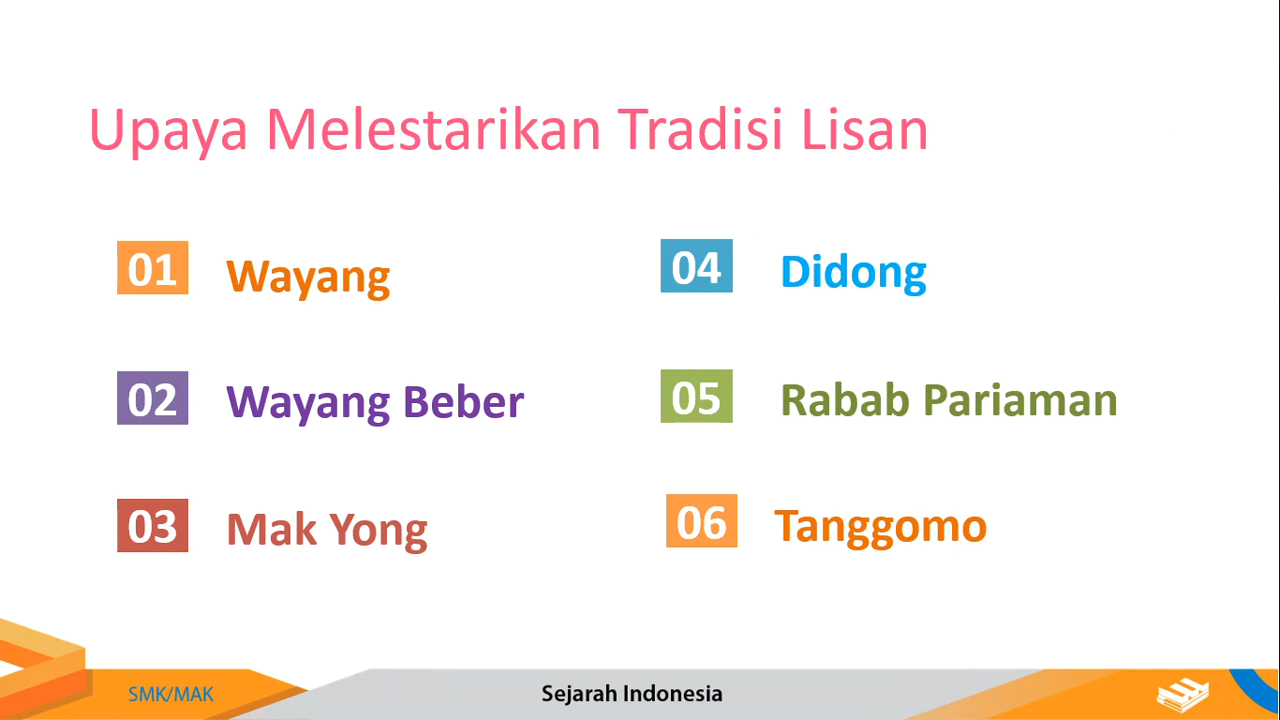 Upaya Melestarikan Tradisi Lisan
01 Wayang
02 Wayang Beber
03 Mak Yong
04 Didong
05 Rabab Pariaman
06 Tanggomo
SMK/MAK
Sejarah Indonesia